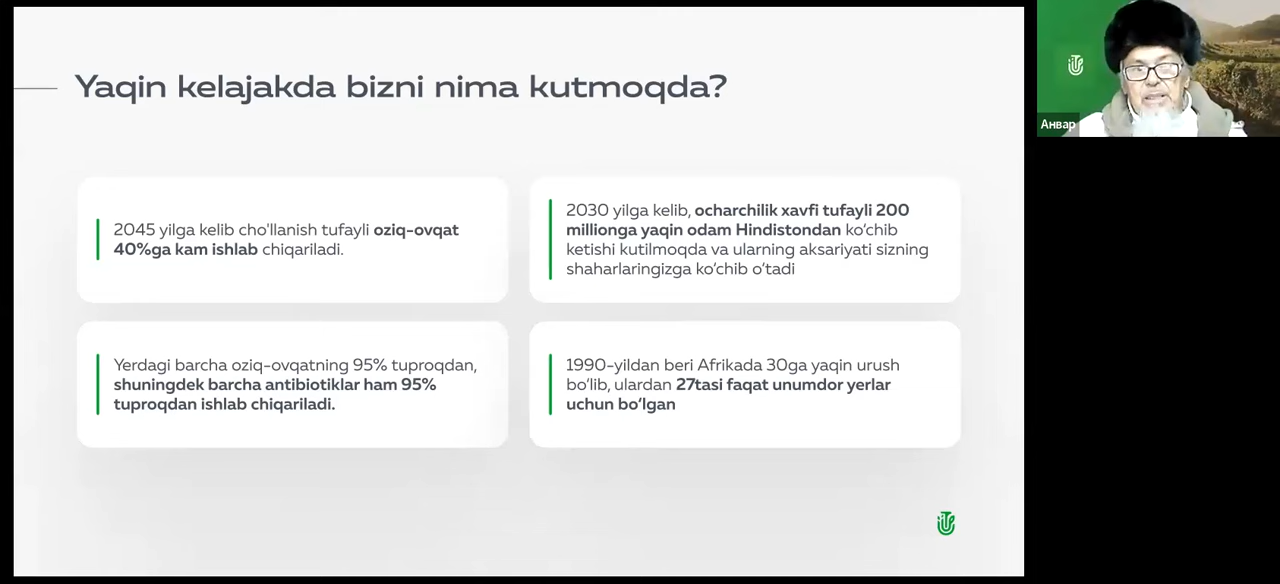 Yaqin kelajakda bizni nima kutmoqda?
2045 yilga kelib cho'llanish tufayli oziq-ovqat
40%ga kam ishlab chiqariladi.
2030 yilga kelib, ocharchilik xavfi tufayli 200
millionga yaqin odam Hindistondan ko‘chib
ketishi kutilmoqda va ularning aksariyati sizning
shaharlaringizga ko‘chib o‘tadi
Yerdagi barcha oziq-ovqatning 95% tuproqdan,
shuningdek barcha antibiotiklar ham 95%
tuproqdan ishlab chiqariladi.
1990-yildan beri Afrikada 30ga yaqin urush
bo‘lib, ulardan 27tasi faqat unumdor yerlar
uchun bo‘lgan
Анвар